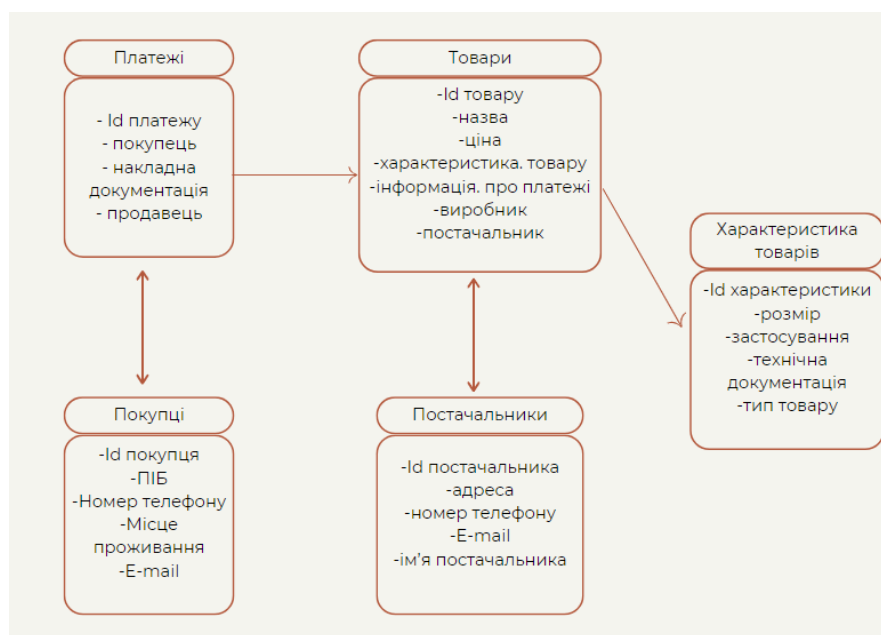 Платежі
- Id платежу
- покупець
- накладна
документація
- продавець
Товари
-Id товару
-назва
-ціна
-характеристика. товару
-інформація. про платежі
-виробник
-постачальник
Характеристика
товарів
-Id характеристики
-розмір
-застосування
-технічна
документація
-тип товару
Покупці
-Id покупця
-ПІБ
-Номер телефону
-Місце
проживання
-E-mail
Постачальники
-Id постачальника
-адреса
-номер телефону
-E-mail
-ім’я постачальника